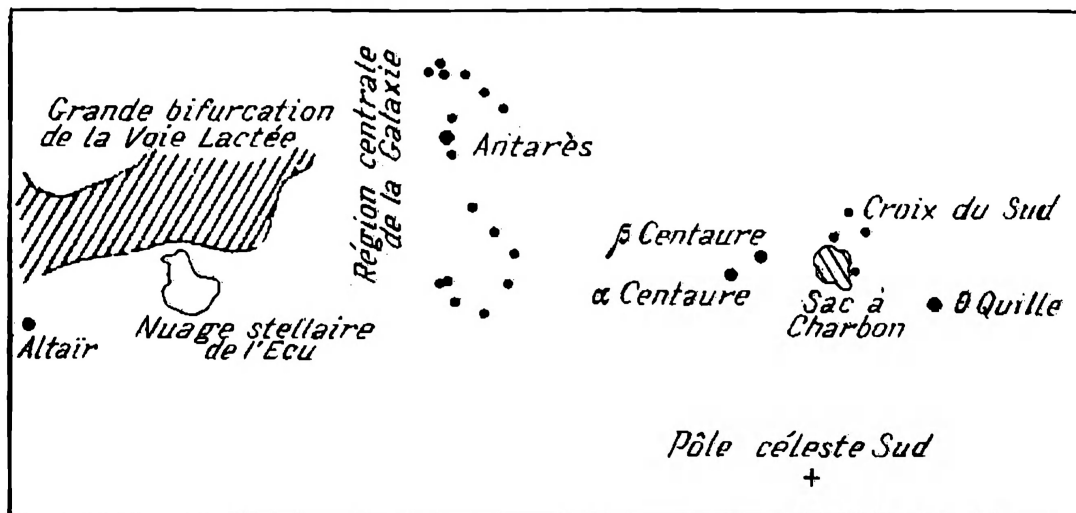 Grande bifurcation
de la Voie Lactée
Région centrale
de la Galaxie
Antarès
Croix du Sud
β Centaure
α Centaure
Sac à
Charbon
θ Quille
Nuage stellaire
de l'Ecu
Altaïr
Pôle céleste Sud